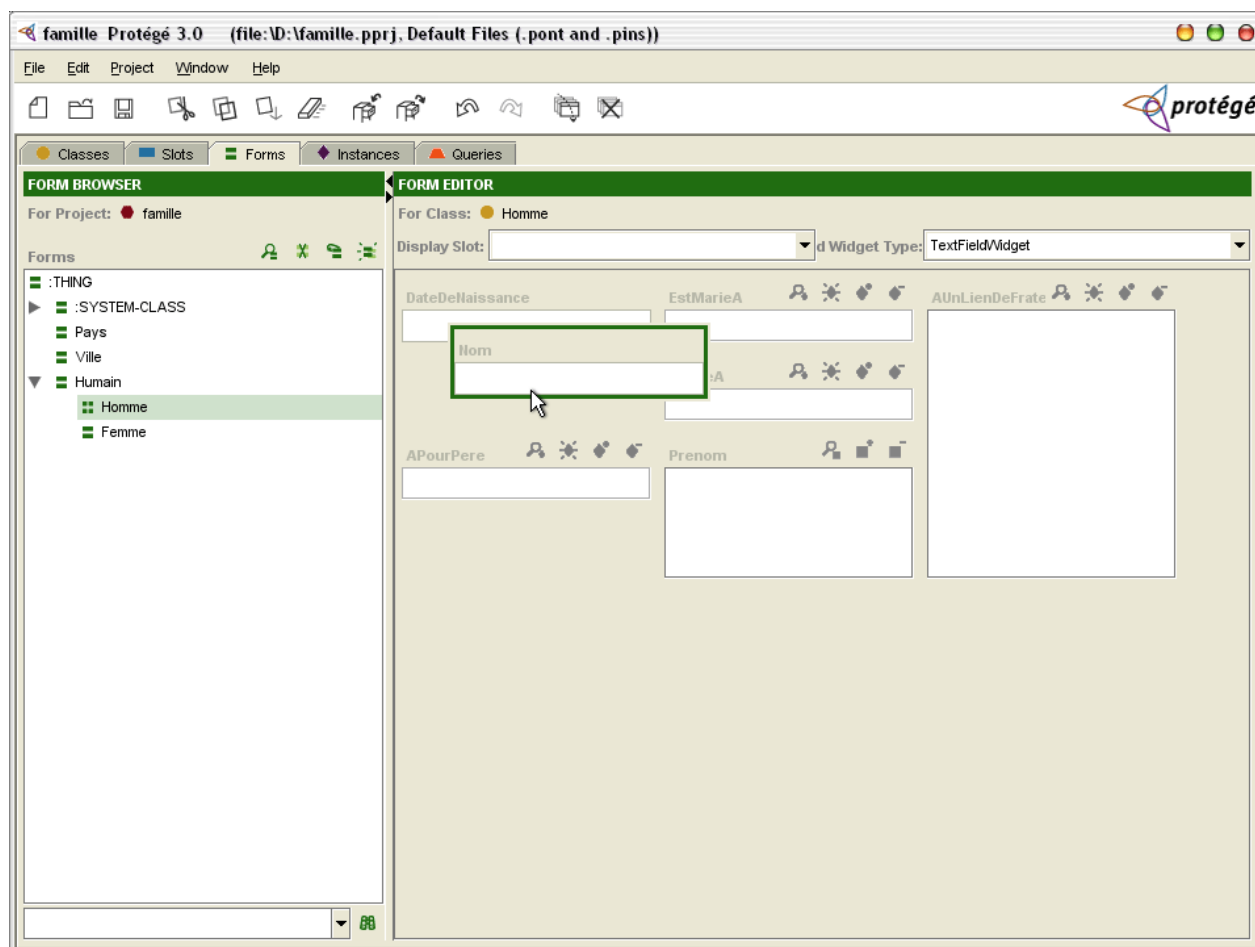 famille Protégé 3.0 (file:\D:\famille.pprj, Default Files (.pont and .pins))
File Edit Project Window Help
protégé
Classes Slots Forms Instances Queries
FORM BROWSER
For Project: famille
Forms
:THING
:SYSTEM-CLASS
Pays
Ville
Humain
Homme
Femme
FORM EDITOR
For Class: Homme
Display Slot: d Widget Type: TextFieldWidget
DateDeNaissance EstMarieA AUnLienDeFrate
Nom
A
APourPere Prenom